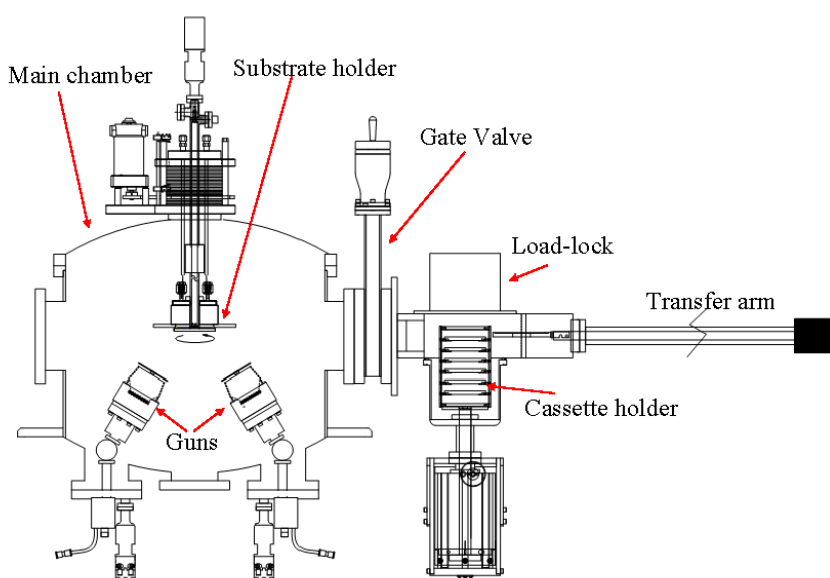 Main chamber
Substrate holder
Gate Valve
Load-lock
Transfer arm
Cassette holder
Guns